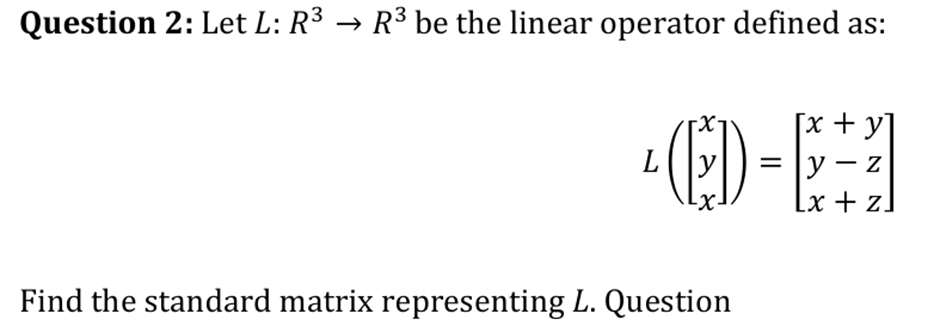 Question 2: Let L: R³ → R³ be the linear operator defined as:
L([x y x]) = [x + y y − z x + z]
Find the standard matrix representing L. Question